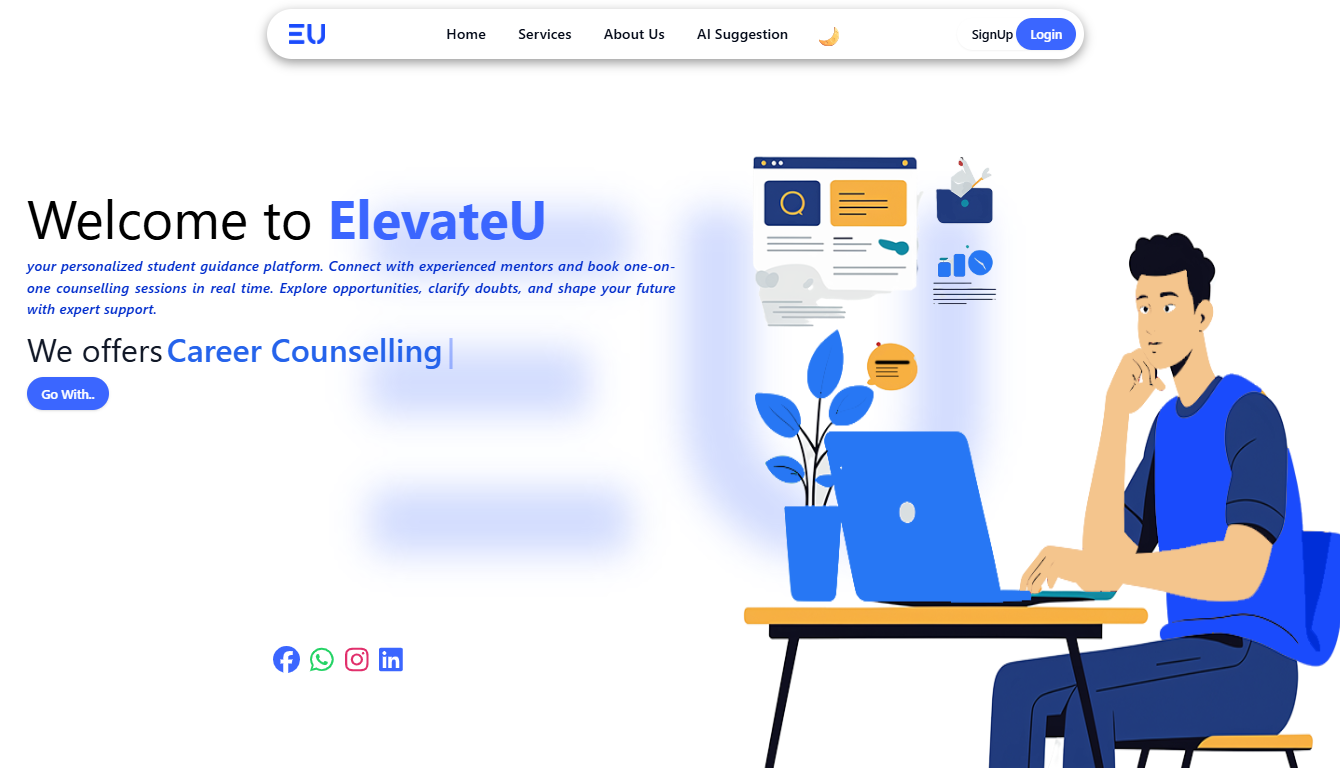 EU
Home Services About Us AI Suggestion SignUp Login
Welcome to ElevateU
your personalized student guidance platform. Connect with experienced mentors and book one-on-
one counselling sessions in real time. Explore opportunities, clarify doubts, and shape your future
with expert support.
We offers Career Counselling|
Go With..